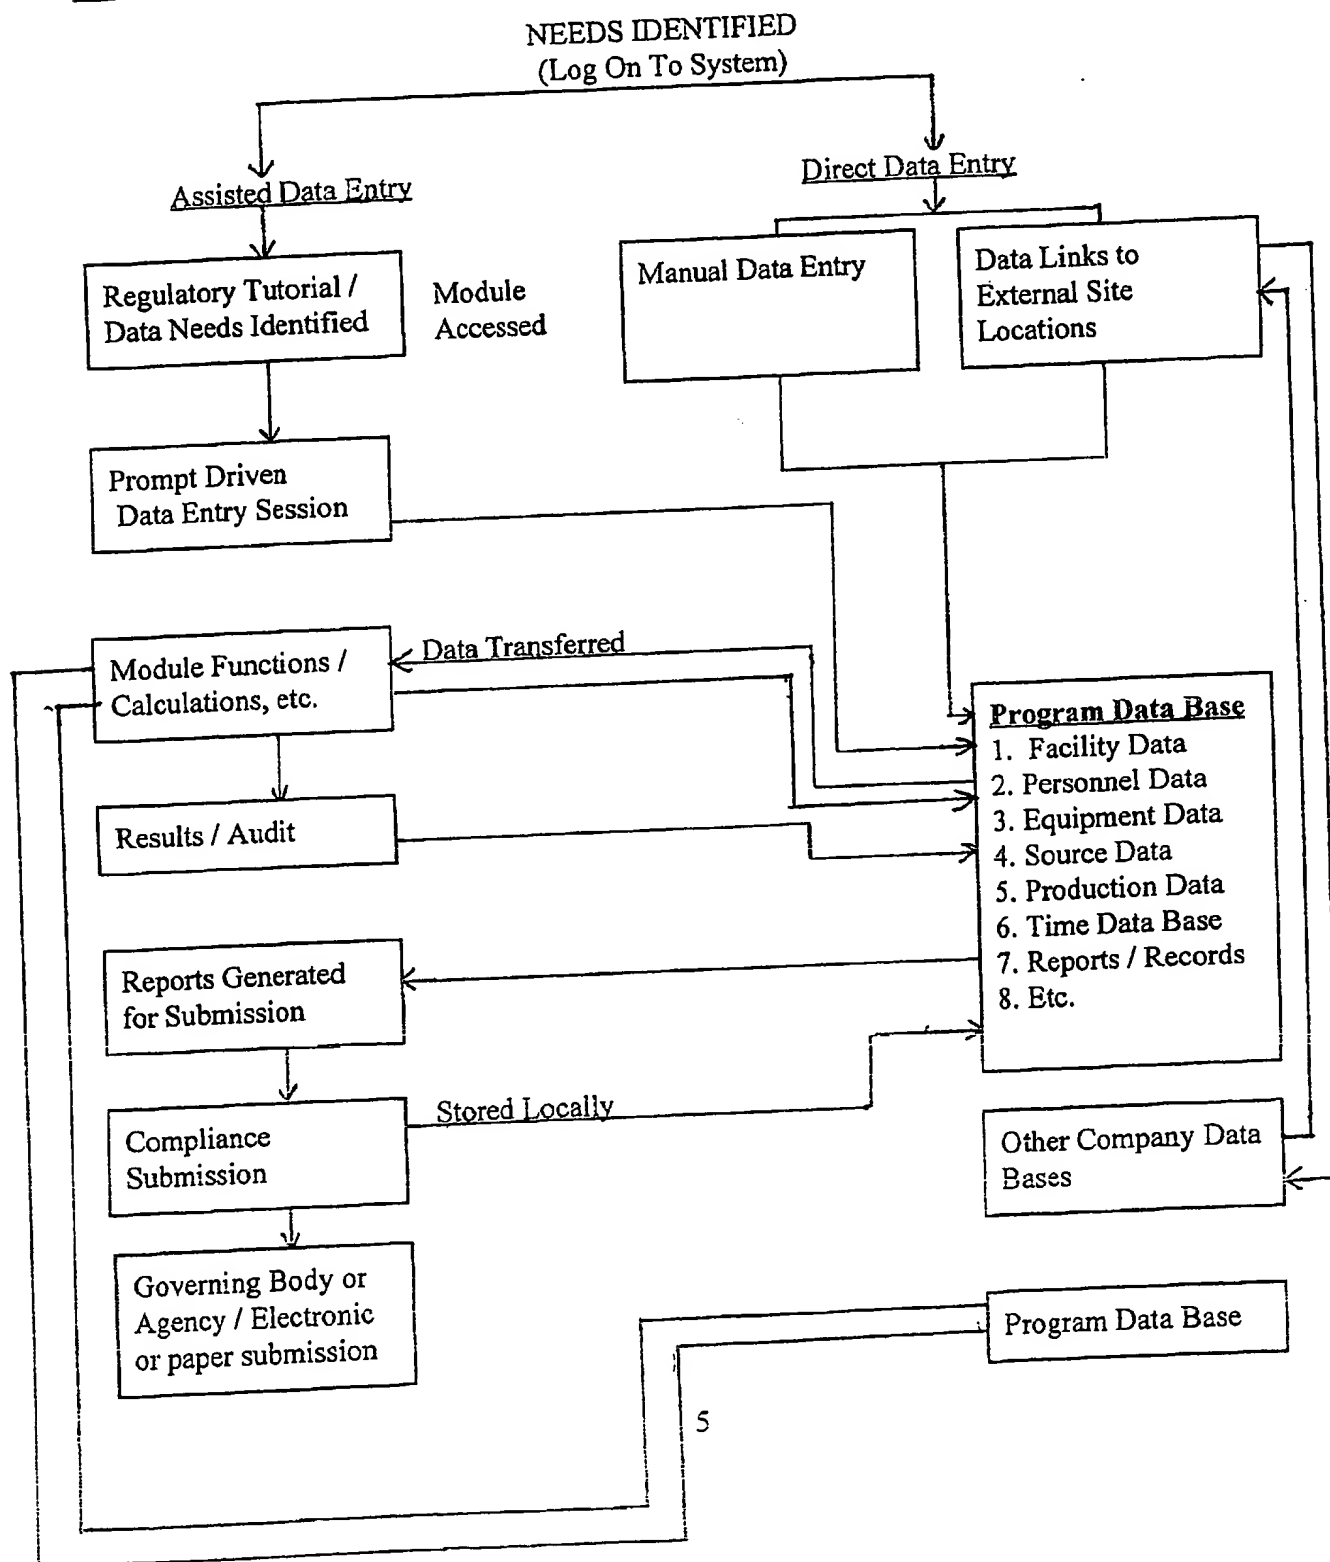 NEEDS IDENTIFIED
(Log On To System)
Assisted Data Entry
Direct Data Entry
Regulatory Tutorial /
Data Needs Identified
Module
Accessed
Manual Data Entry
Data Links to
External Site
Locations
Prompt Driven
Data Entry Session
Module Functions /
Calculations, etc.
Data Transferred
Results / Audit
Program Data Base
1. Facility Data
2. Personnel Data
3. Equipment Data
4. Source Data
5. Production Data
6. Time Data Base
7. Reports / Records
8. Etc.
Reports Generated
for Submission
Compliance
Submission
Stored Locally
Other Company Data
Bases
Governing Body or
Agency / Electronic
or paper submission
Program Data Base
5